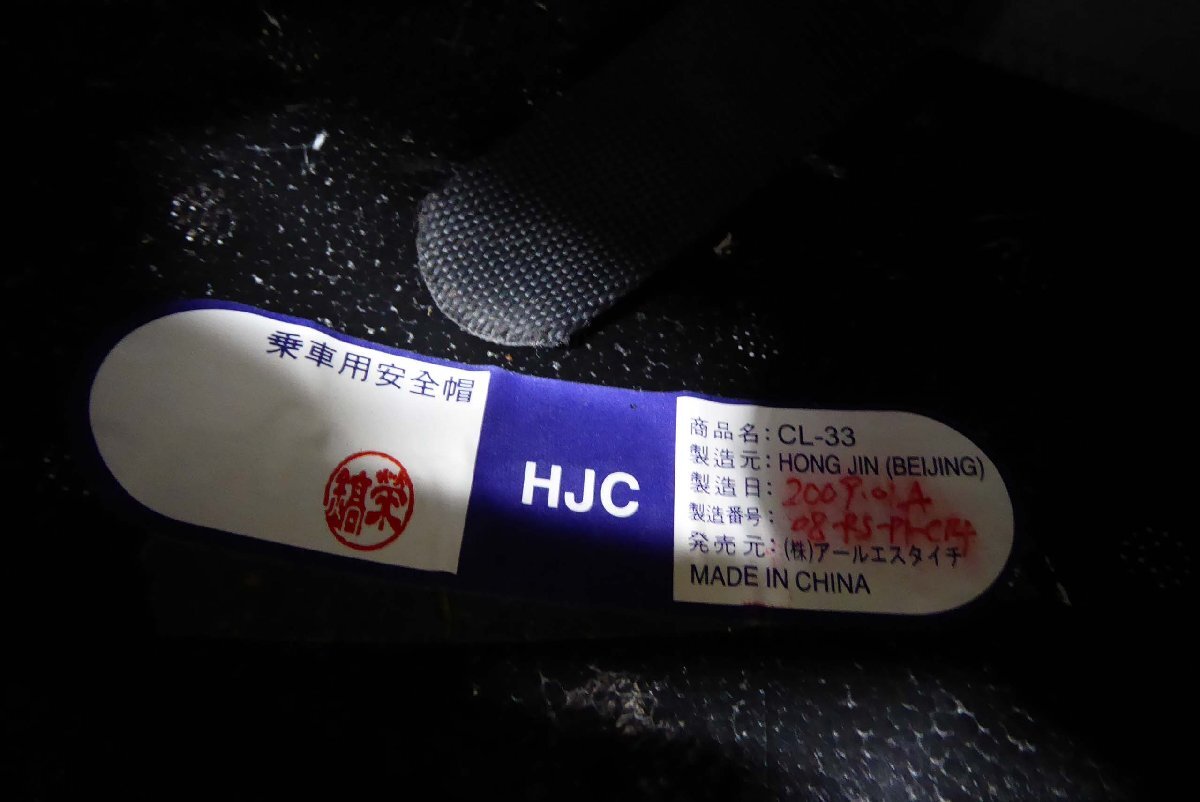 乗車用安全帽
HJC
商品名: CL-33
製造元: HONG JIN (BEIJING)
製造日: 2009.01.A
製造番号:
発売元: (株)アールエスタイチ
MADE IN CHINA